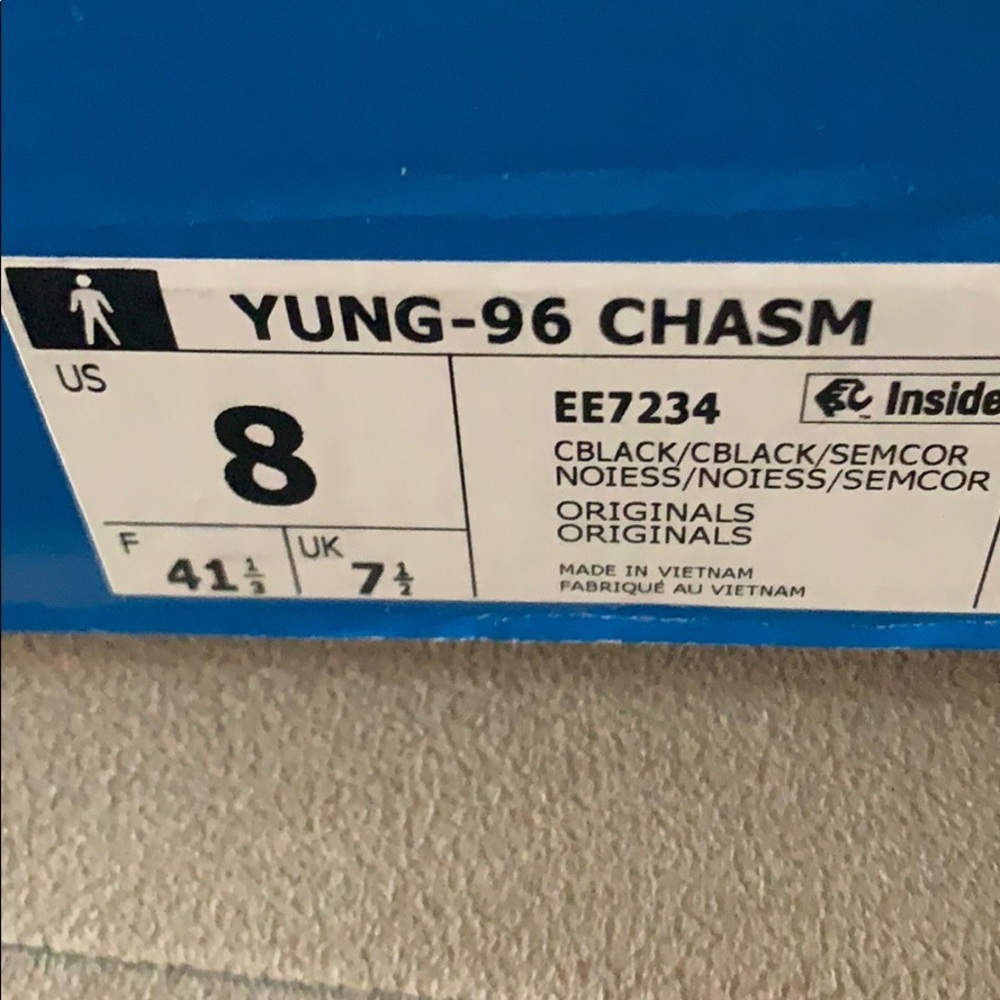 YUNG-96 CHASM
US
8
F 41⅓
UK 7½
EE7234
Inside
CBLACK/CBLACK/SEMCOR
NOIESS/NOIESS/SEMCOR
ORIGINALS
ORIGINALS
MADE IN VIETNAM
FABRIQUÉ AU VIETNAM